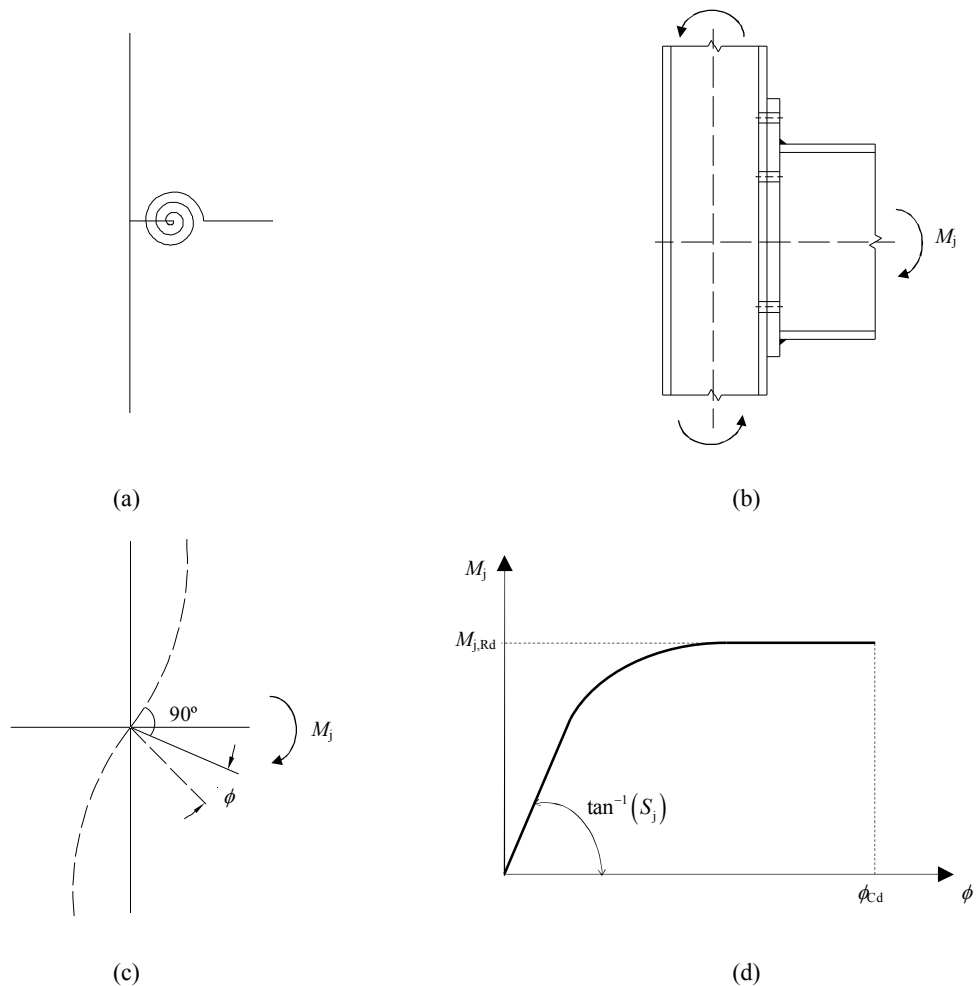 M_j
(a)
(b)
90º
M_j
ϕ
(c)
M_j
M_j,Rd
tan⁻¹(S_j)
ϕ_Cd
ϕ
(d)